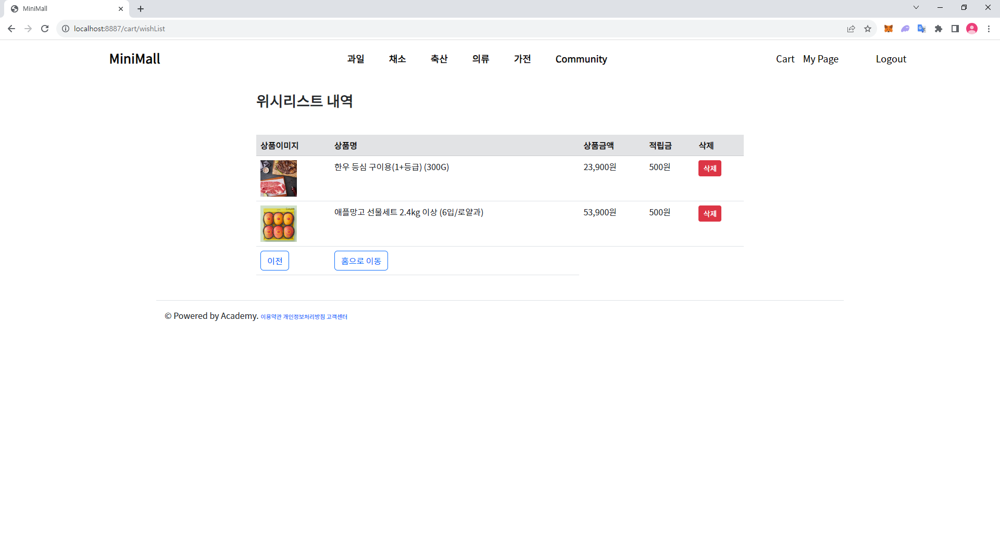 MiniMall
localhost:8887/cart/wishList
MiniMall 과일 채소 축산 의류 가전 Community Cart My Page Logout
위시리스트 내역
상품이미지 상품명 상품금액 적립금 삭제
한우 등심 구이용(1+등급) (300G) 23,900원 500원 삭제
애플망고 선물세트 2.4kg 이상 (6입/로얄과) 53,900원 500원 삭제
이전 홈으로 이동
© Powered by Academy. 이용약관 개인정보처리방침 고객센터